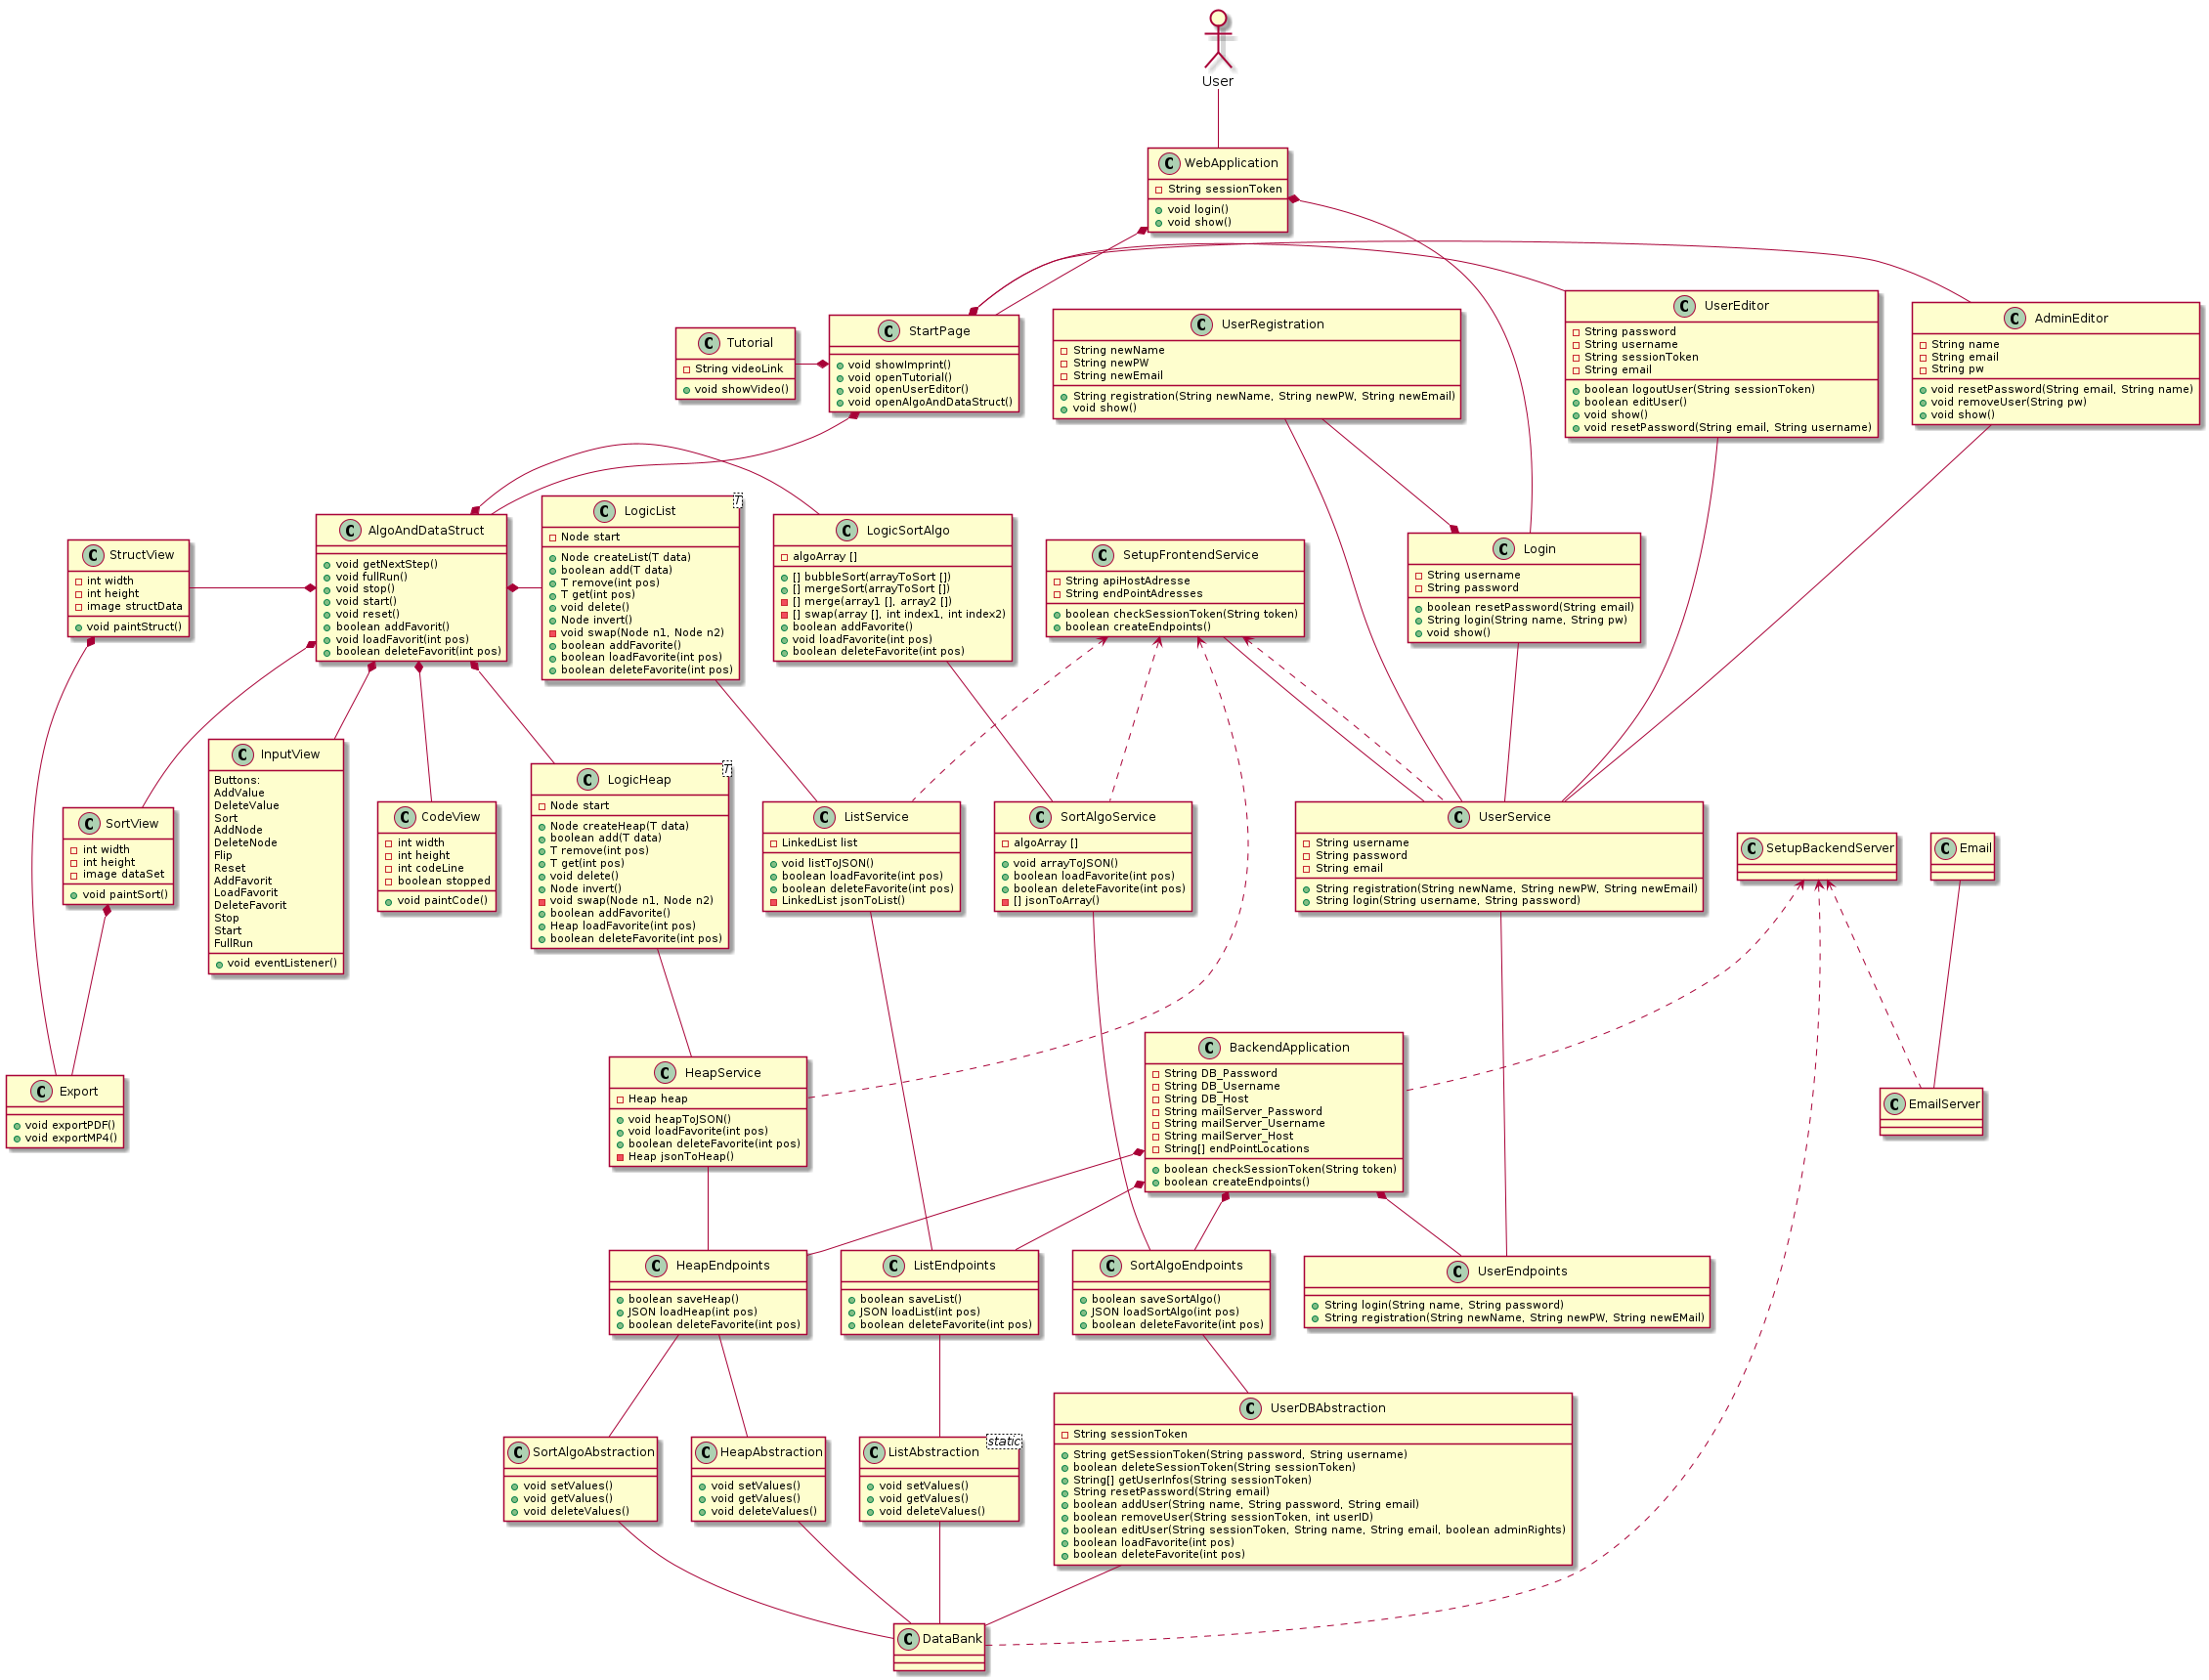 User
C WebApplication
String sessionToken
void login()
void show()
C UserEditor
String password
String username
String sessionToken
String email
boolean logoutUser(String sessionToken)
boolean editUser()
void show()
void resetPassword(String email, String username)
C AdminEditor
String name
String email
String pw
void resetPassword(String email, String name)
void removeUser(String pw)
void show()
C UserRegistration
String newName
String newPW
String newEmail
String registration(String newName, String newPW, String newEmail)
void show()
C StartPage
void showImprint()
void openTutorial()
void openUserEditor()
void openAlgoAndDataStruct()
C Tutorial
String videoLink
void showVideo()
C LogicList
T
Node start
Node createList(T data)
boolean add(T data)
T remove(int pos)
T get(int pos)
void delete()
Node invert()
void swap(Node n1, Node n2)
boolean addFavorite()
boolean loadFavorite(int pos)
boolean deleteFavorite(int pos)
C AlgoAndDataStruct
void getNextStep()
void fullRun()
void stop()
void start()
void reset()
boolean addFavorit()
void loadFavorit(int pos)
boolean deleteFavorit(int pos)
C LogicSortAlgo
algoArray []
[] bubbleSort(arrayToSort [])
[] mergeSort(arrayToSort [])
[] merge(array1 [], array2 [])
[] swap(array [], int index1, int index2)
boolean addFavorite()
void loadFavorite(int pos)
boolean deleteFavorite(int pos)
C StructView
int width
int height
image structData
void paintStruct()
C SetupFrontendService
String apiHostAdresse
String endPointAdresses
boolean checkSessionToken(String token)
boolean createEndpoints()
C Login
String username
String password
boolean resetPassword(String email)
String login(String name, String pw)
void show()
C InputView
Buttons:
AddValue
DeleteValue
Sort
AddNode
DeleteNode
Flip
Reset
AddFavorit
LoadFavorit
DeleteFavorit
Stop
Start
FullRun
void eventListener()
C LogicHeap
T
Node start
Node createHeap(T data)
boolean add(T data)
T remove(int pos)
T get(int pos)
void delete()
Node invert()
void swap(Node n1, Node n2)
boolean addFavorite()
Heap loadFavorite(int pos)
boolean deleteFavorite(int pos)
C SortView
int width
int height
image dataSet
void paintSort()
C CodeView
int width
int height
int codeLine
boolean stopped
void paintCode()
C ListService
LinkedList list
void listToJSON()
boolean loadFavorite(int pos)
boolean deleteFavorite(int pos)
LinkedList jsonToList()
C SortAlgoService
algoArray []
void arrayToJSON()
boolean loadFavorite(int pos)
boolean deleteFavorite(int pos)
[] jsonToArray()
C UserService
String username
String password
String email
String registration(String newName, String newPW, String newEmail)
String login(String username, String password)
C SetupBackendServer
C Email
C BackendApplication
String DB_Password
String DB_Username
String DB_Host
String mailServer_Password
String mailServer_Username
String mailServer_Host
String[] endPointLocations
boolean checkSessionToken(String token)
boolean createEndpoints()
C HeapService
Heap heap
void heapToJSON()
void loadFavorite(int pos)
boolean deleteFavorite(int pos)
Heap jsonToHeap()
C Export
void exportPDF()
void exportMP4()
C EmailServer
C HeapEndpoints
boolean saveHeap()
JSON loadHeap(int pos)
boolean deleteFavorite(int pos)
C ListEndpoints
boolean saveList()
JSON loadList(int pos)
boolean deleteFavorite(int pos)
C SortAlgoEndpoints
boolean saveSortAlgo()
JSON loadSortAlgo(int pos)
boolean deleteFavorite(int pos)
C UserEndpoints
String login(String name, String password)
String registration(String newName, String newPW, String newEMail)
C UserDBAbstraction
String sessionToken
String getSessionToken(String password, String username)
boolean deleteSessionToken(String sessionToken)
String[] getUserInfos(String sessionToken)
String resetPassword(String email)
boolean addUser(String name, String password, String email)
boolean removeUser(String sessionToken, int userID)
boolean editUser(String sessionToken, String name, String email, boolean adminRights)
boolean loadFavorite(int pos)
boolean deleteFavorite(int pos)
C SortAlgoAbstraction
void setValues()
void getValues()
void deleteValues()
C HeapAbstraction
void setValues()
void getValues()
void deleteValues()
C ListAbstraction
static
void setValues()
void getValues()
void deleteValues()
C DataBank